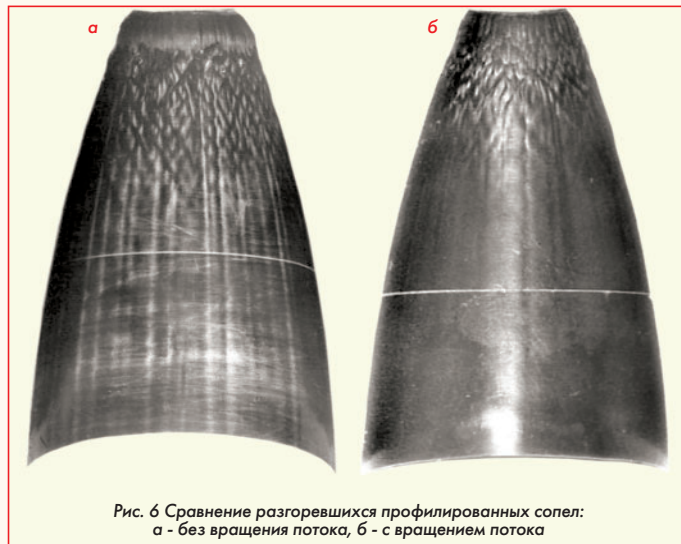 а б
Рис. 6 Сравнение разгоревшихся профилированных сопел:
а - без вращения потока, б - с вращением потока